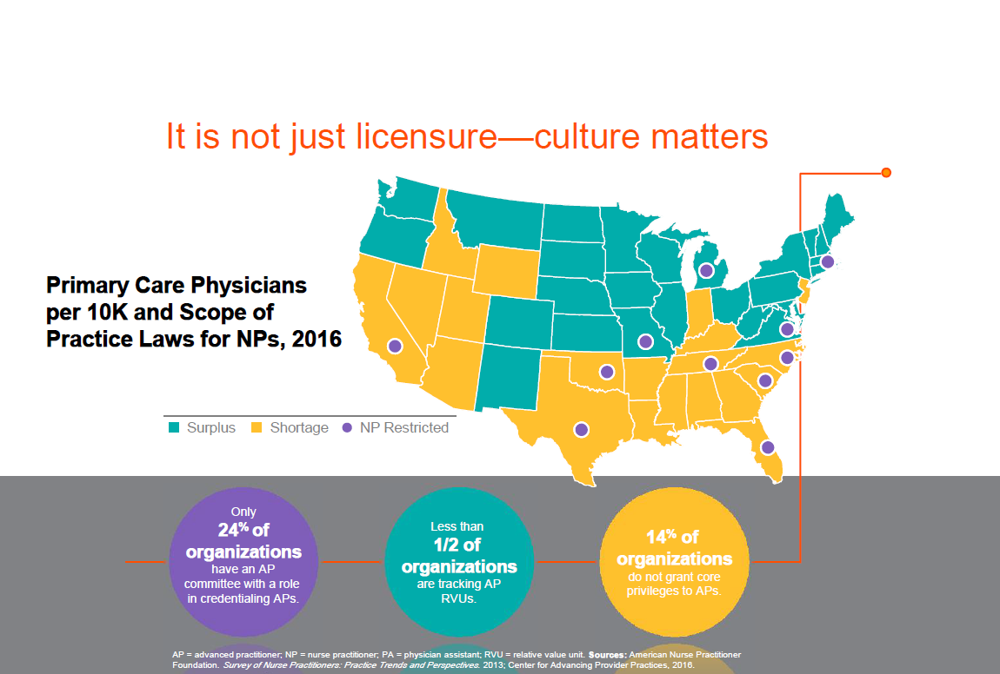 It is not just licensure—culture matters
Primary Care Physicians
per 10K and Scope of
Practice Laws for NPs, 2016
Surplus
Shortage
NP Restricted
Only
24% of
organizations
have an AP
committee with a role
in credentialing APs.
Less than
1/2 of
organizations
are tracking AP
RVUs.
14% of
organizations
do not grant core
privileges to APs.
AP = advanced practitioner; NP = nurse practitioner; PA = physician assistant; RVU = relative value unit. Sources: American Nurse Practitioner
Foundation. Survey of Nurse Practitioners: Practice Trends and Perspectives. 2013; Center for Advancing Provider Practices, 2016.